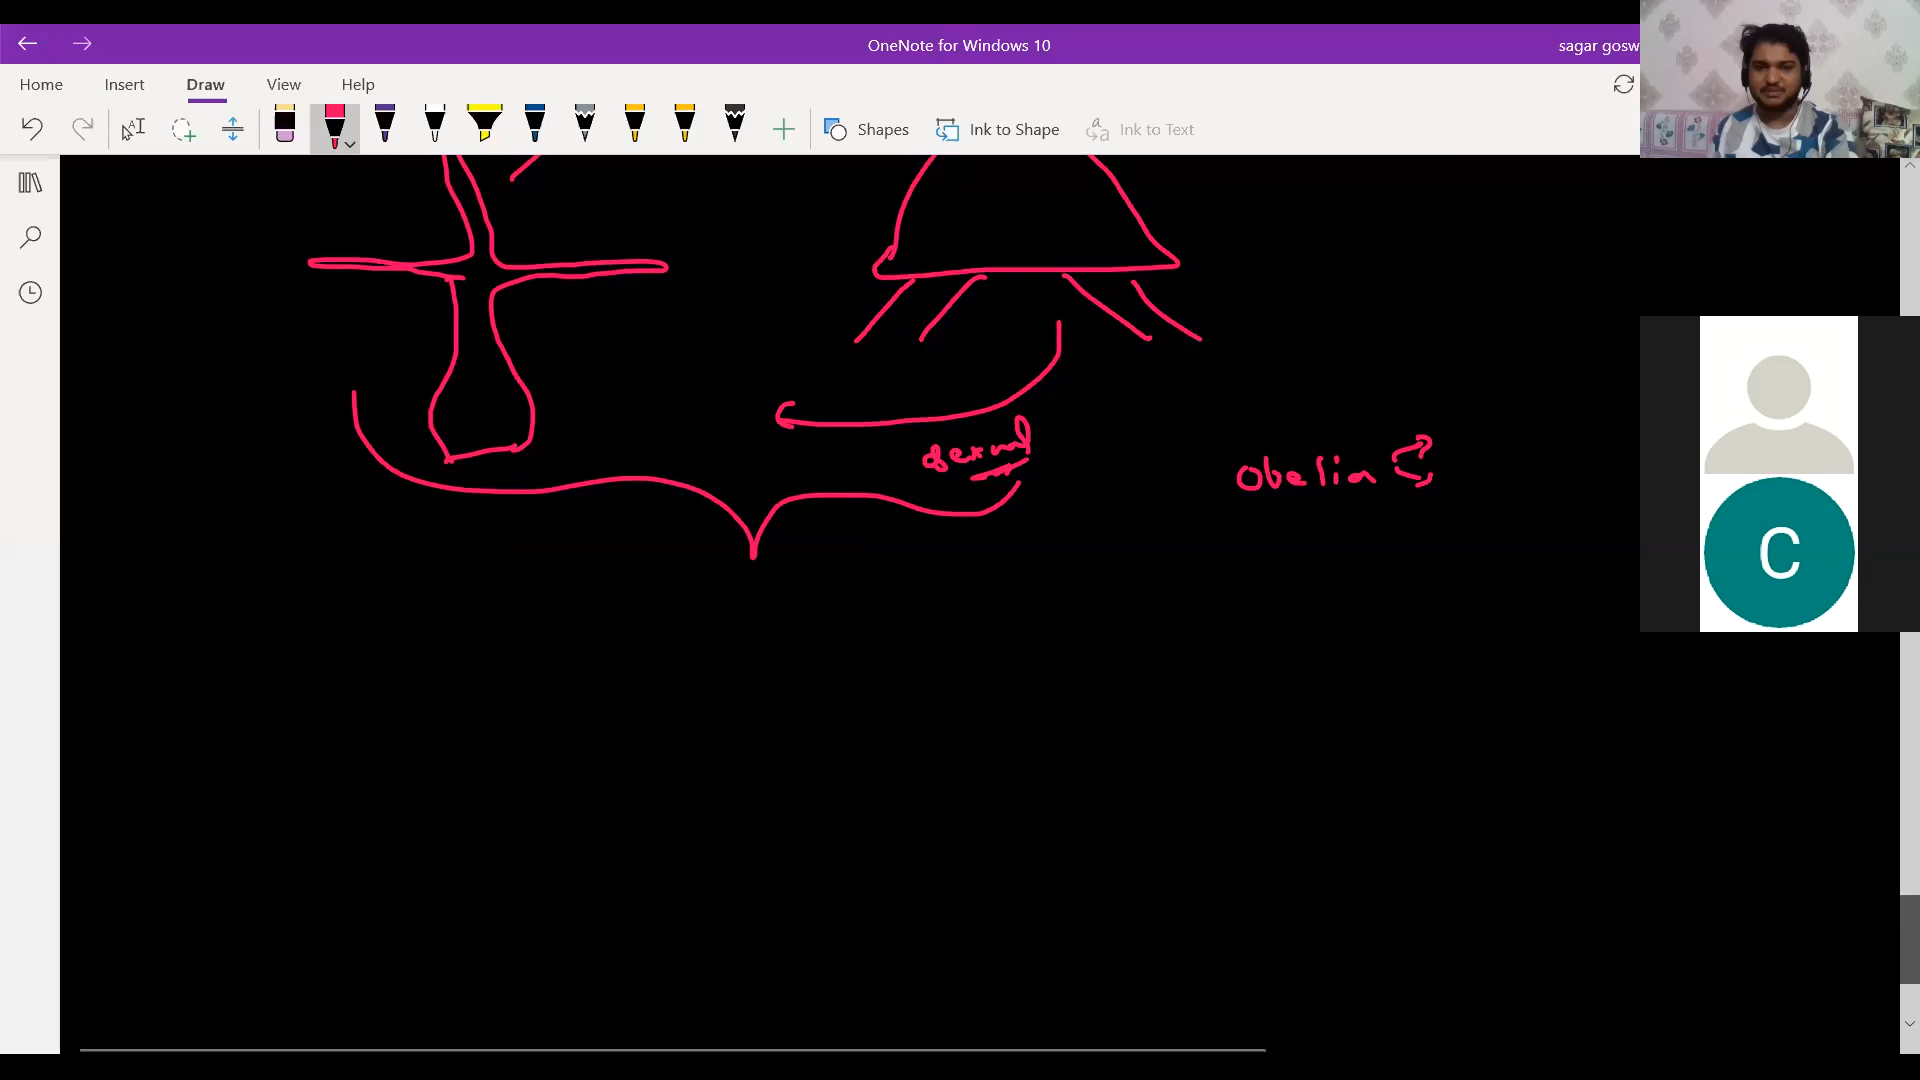 OneNote for Windows 10
sagar gosw
Home Insert Draw View Help
Shapes Ink to Shape Ink to Text
sexual
Obelia
C